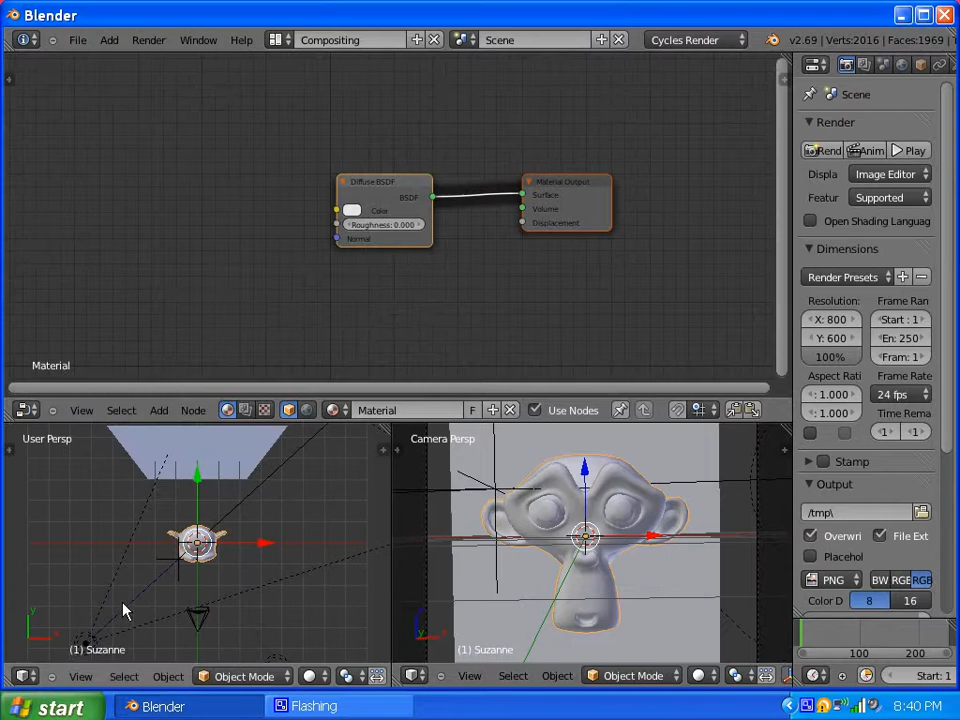 Blender
File Add Render Window Help Compositing Scene Cycles Render v2.69 | Verts:2016 | Faces:1969 |
Scene
Render
Rend Anim Play
Displa Image Editor
Featur Supported
Open Shading Languag
Dimensions
Render Presets
Resolution: Frame Ran
X: 800 Start : 1
Y: 600 En: 250
100% Fram: 1
Aspect Rati Frame Rate
: 1.000 24 fps
: 1.000 Time Rema
1 1
Stamp
Output
/tmp\
Overwri File Ext
Placehol
PNG BW RGB RGB
Color D 8 16
100 200
Start: 1
Diffuse BSDF
BSDF
Color
Roughness: 0.000
Normal
Material Output
Surface
Volume
Displacement
Material
View Select Add Node Material F Use Nodes
User Persp
(1) Suzanne
View Select Object Object Mode
Camera Persp
(1) Suzanne
View Select Object Object Mode
start Blender Flashing 8:40 PM